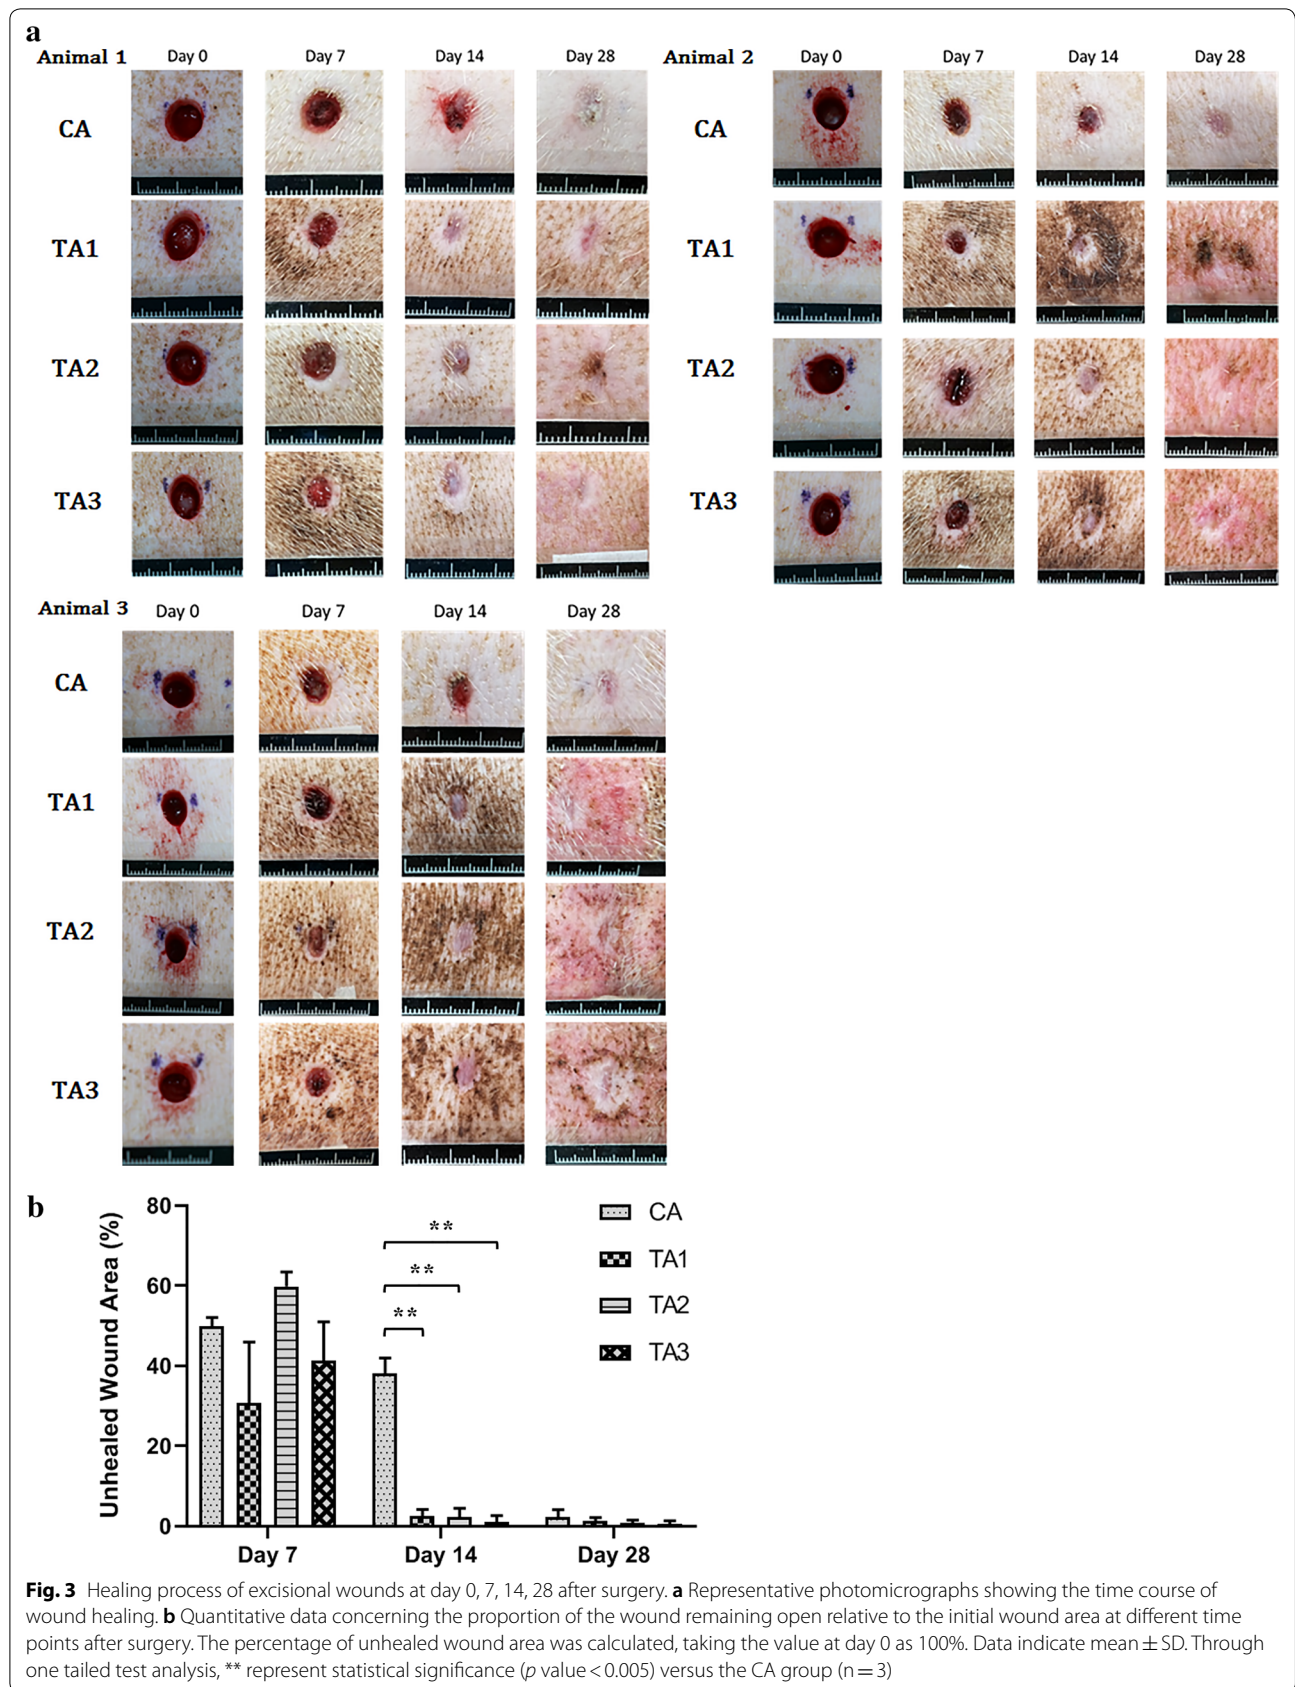 a
Animal 1 Day 0 Day 7 Day 14 Day 28
CA
TA1
TA2
TA3
Animal 2 Day 0 Day 7 Day 14 Day 28
CA
TA1
TA2
TA3
Animal 3 Day 0 Day 7 Day 14 Day 28
CA
TA1
TA2
TA3
b
Unhealed Wound Area (%)
80
60
40
20
0
**
**
**
CA
TA1
TA2
TA3
Day 7 Day 14 Day 28
Fig. 3 Healing process of excisional wounds at day 0, 7, 14, 28 after surgery. a Representative photomicrographs showing the time course of
wound healing. b Quantitative data concerning the proportion of the wound remaining open relative to the initial wound area at different time
points after surgery. The percentage of unhealed wound area was calculated, taking the value at day 0 as 100%. Data indicate mean ± SD. Through
one tailed test analysis, ** represent statistical significance (p value < 0.005) versus the CA group (n = 3)